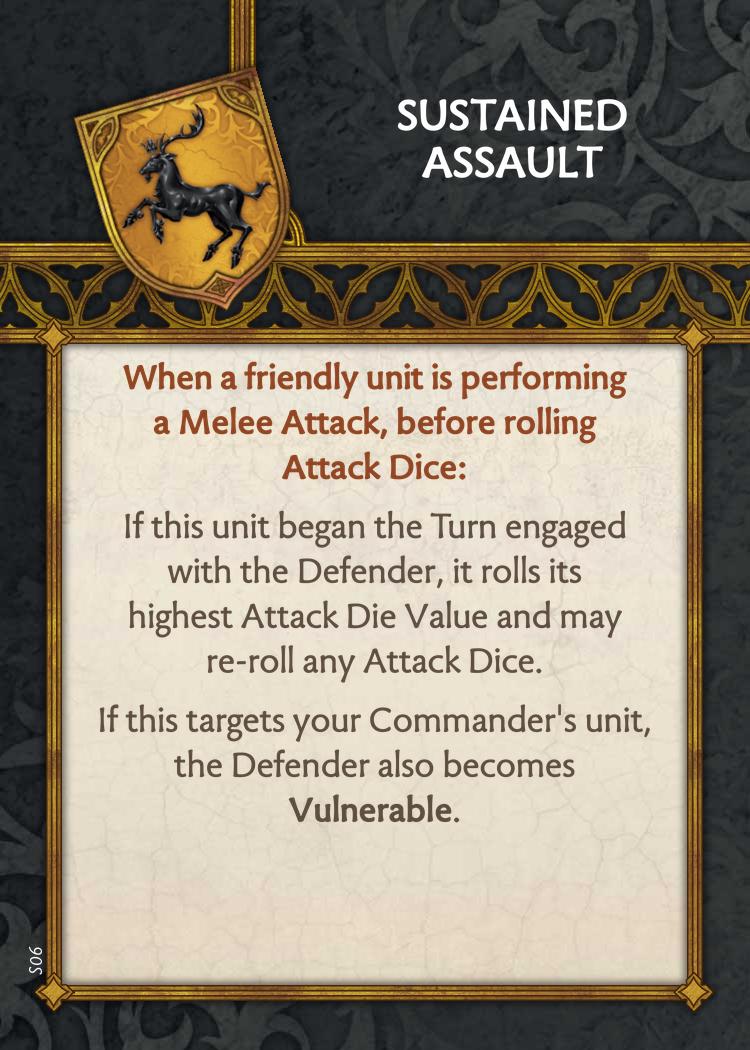 SUSTAINED
ASSAULT
When a friendly unit is performing
a Melee Attack, before rolling
Attack Dice:
If this unit began the Turn engaged
with the Defender, it rolls its
highest Attack Die Value and may
re-roll any Attack Dice.
If this targets your Commander's unit,
the Defender also becomes
Vulnerable.
S06